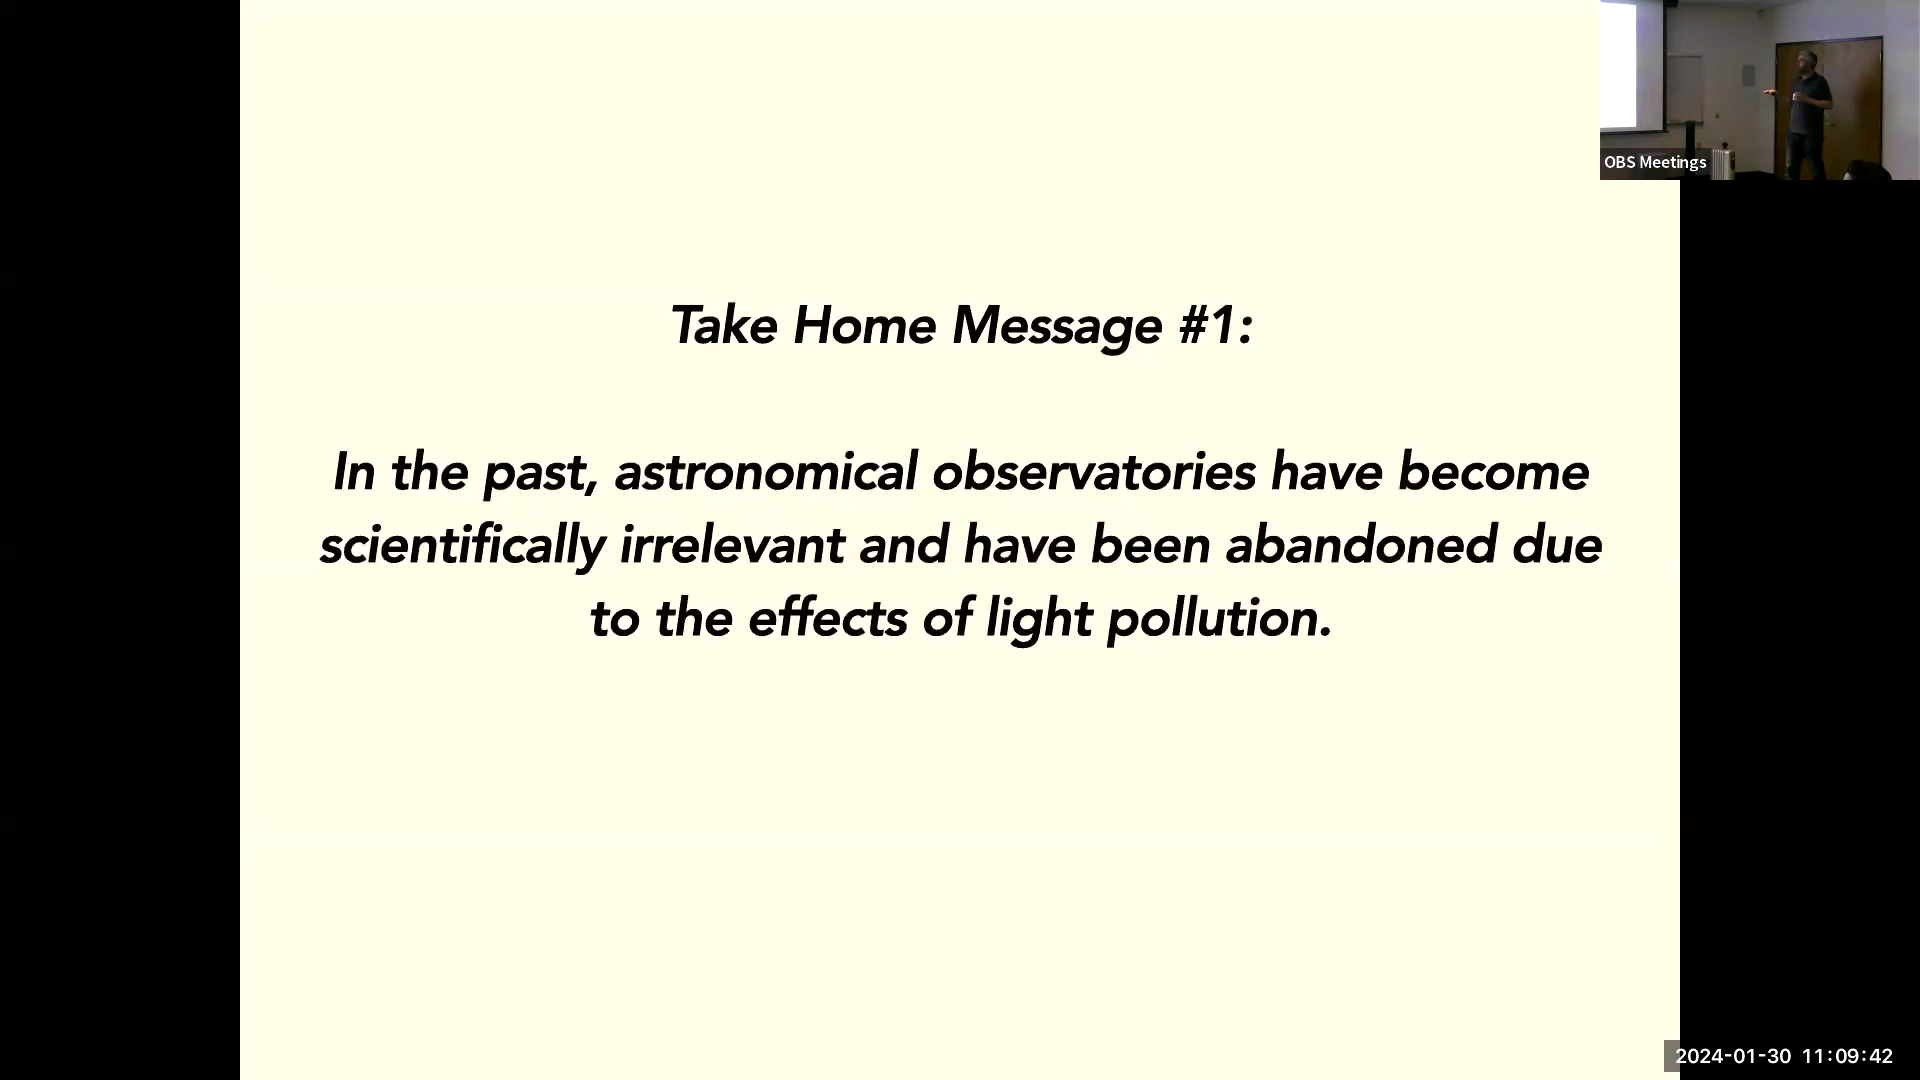 OBS Meetings
Take Home Message #1:
In the past, astronomical observatories have become
scientifically irrelevant and have been abandoned due
to the effects of light pollution.
2024-01-30 11:09:42